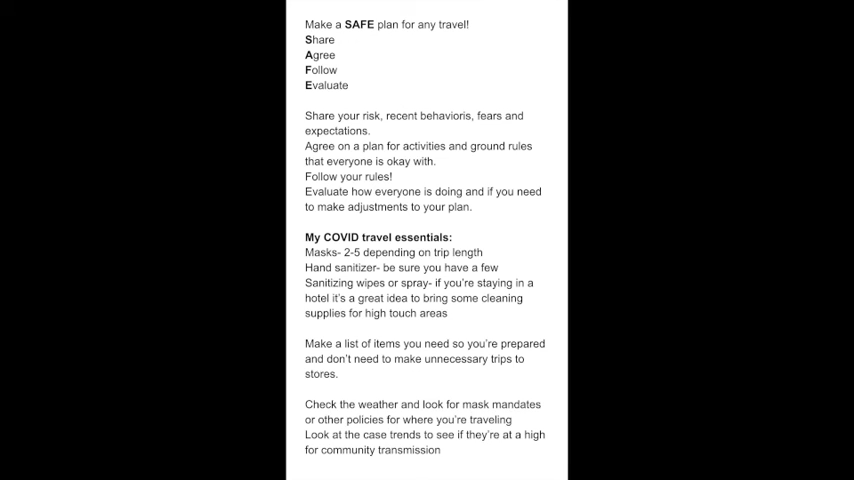 Make a SAFE plan for any travel!
Share
Agree
Follow
Evaluate
Share your risk, recent behavioris, fears and
expectations.
Agree on a plan for activities and ground rules
that everyone is okay with.
Follow your rules!
Evaluate how everyone is doing and if you need
to make adjustments to your plan.
My COVID travel essentials:
Masks- 2-5 depending on trip length
Hand sanitizer- be sure you have a few
Sanitizing wipes or spray- if you're staying in a
hotel it's a great idea to bring some cleaning
supplies for high touch areas
Make a list of items you need so you're prepared
and don't need to make unnecessary trips to
stores.
Check the weather and look for mask mandates
or other policies for where you're traveling
Look at the case trends to see if they're at a high
for community transmission